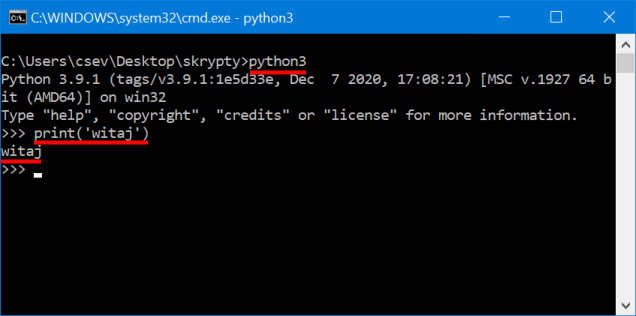 C:\WINDOWS\system32\cmd.exe - python3
C:\Users\csev\Desktop\skrypty>python3
Python 3.9.1 (tags/v3.9.1:1e5d33e, Dec  7 2020, 17:08:21) [MSC v.1927 64 b
it (AMD64)] on win32
Type "help", "copyright", "credits" or "license" for more information.
>>> print('witaj')
witaj
>>>